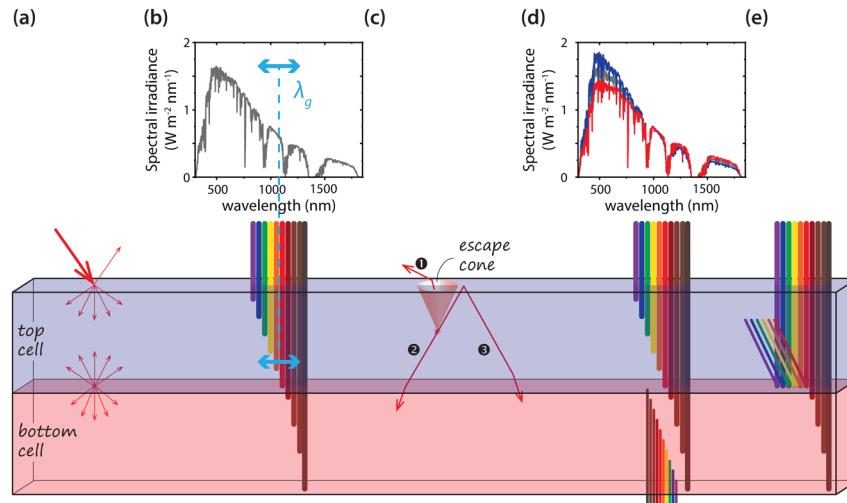 (a)
(b)
(c)
(d)
(e)
Spectral irradiance
(W m⁻² nm⁻¹)
2
1
0
500
1000
1500
wavelength (nm)
λg
Spectral irradiance
(W m⁻² nm⁻¹)
2
1
0
500
1000
1500
wavelength (nm)
escape
cone
❶
❷
❸
top
cell
bottom
cell